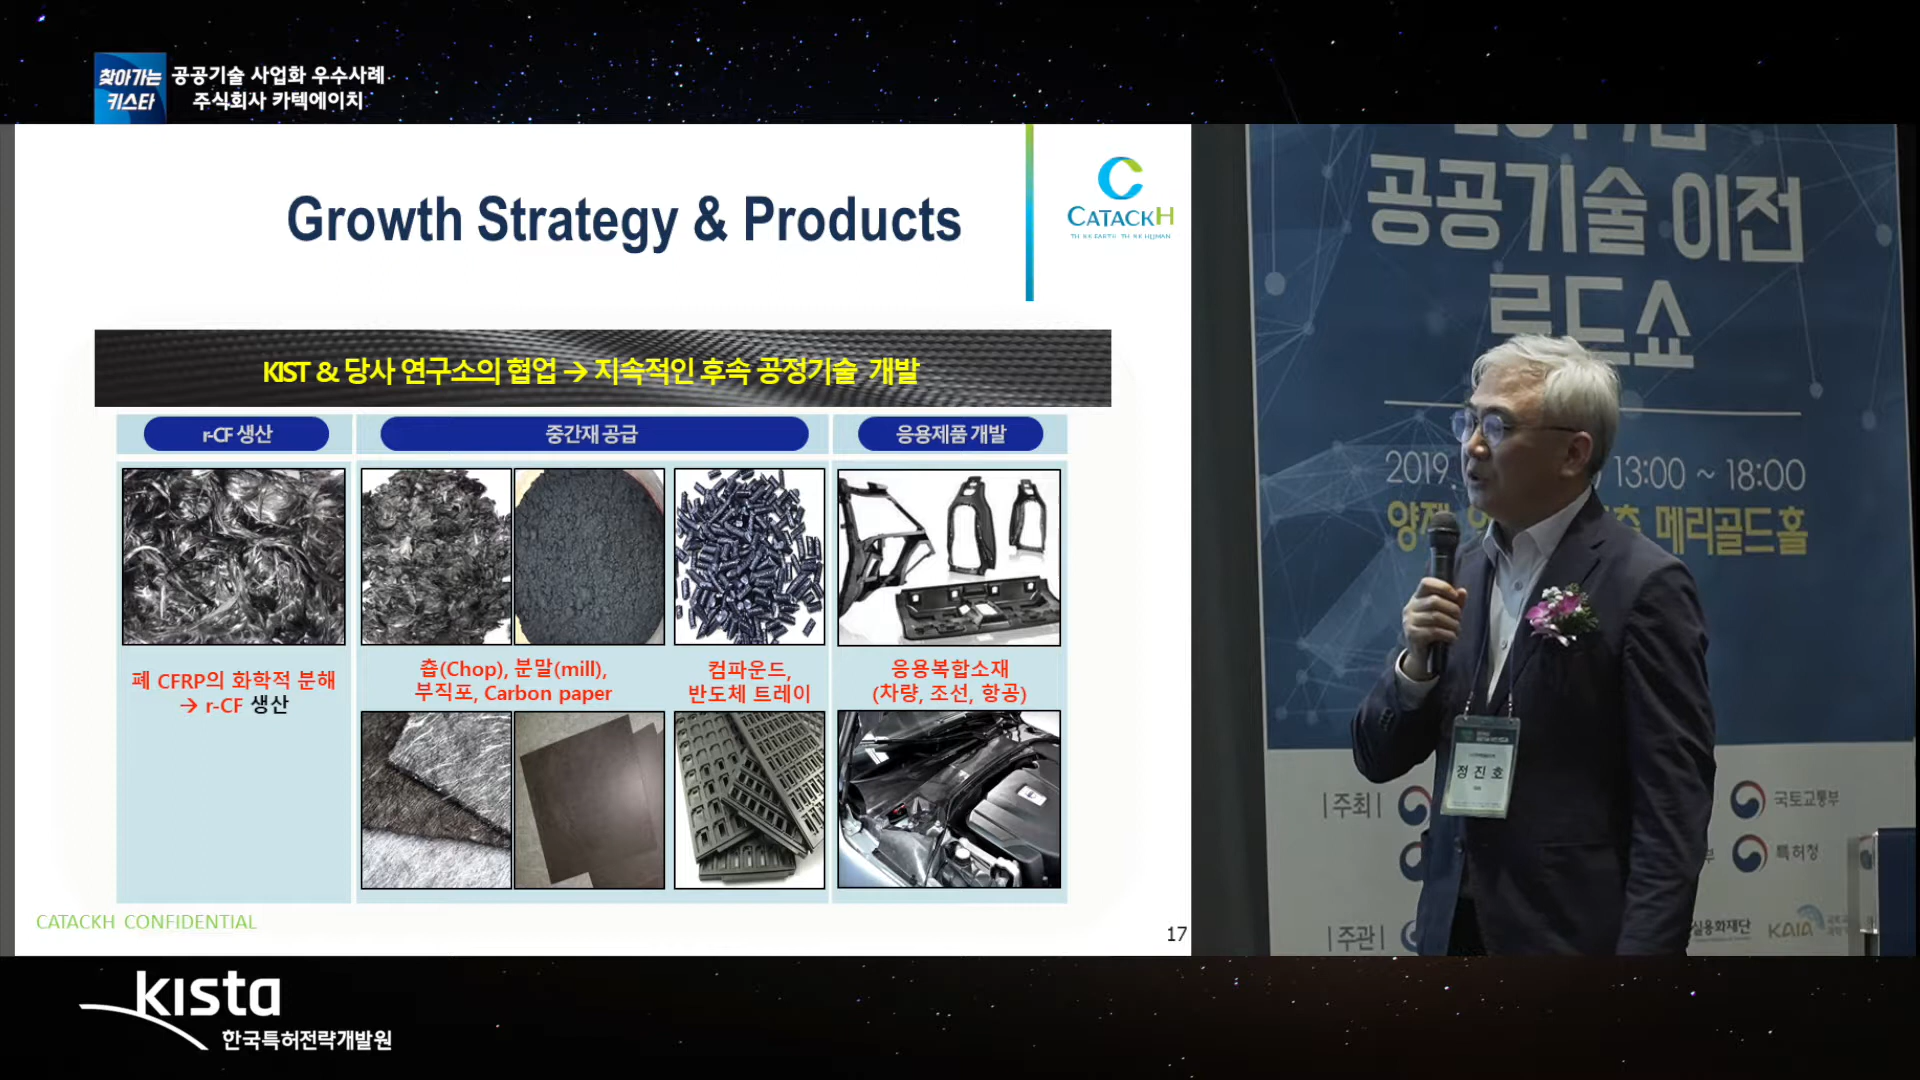 찾아가는
키스타
공공기술 사업화 우수사례
주식회사 카텍에이치
Growth Strategy & Products
CATACKH
KIST & 당사 연구소의 협업 → 지속적인 후속 공정기술 개발
r-CF 생산
중간재 공급
응용제품 개발
폐 CFRP의 화학적 분해
→ r-CF 생산
촙(Chop), 분말(mill),
부직포, Carbon paper
컴파운드,
반도체 트레이
응용복합소재
(차량, 조선, 항공)
CATACKH CONFIDENTIAL
17
공공기술 이전
로드쇼
2019.
13:00 ~ 18:00
메리골드홀
정진호
|주최|
국토교통부
특허청
|주관|
실용화재단
KAIA
kista
한국특허전략개발원